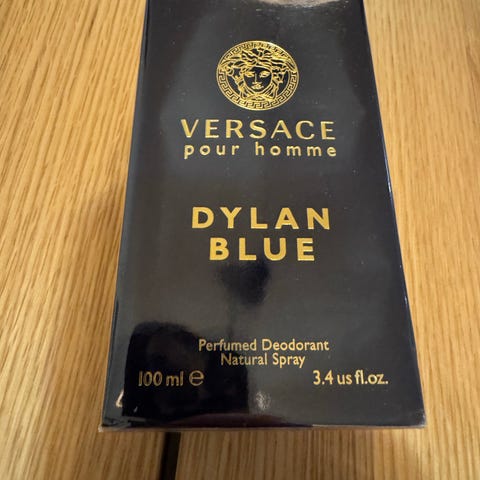 VERSACE
pour homme
DYLAN
BLUE
Perfumed Deodorant
Natural Spray
100 ml ℮ 3.4 us fl.oz.